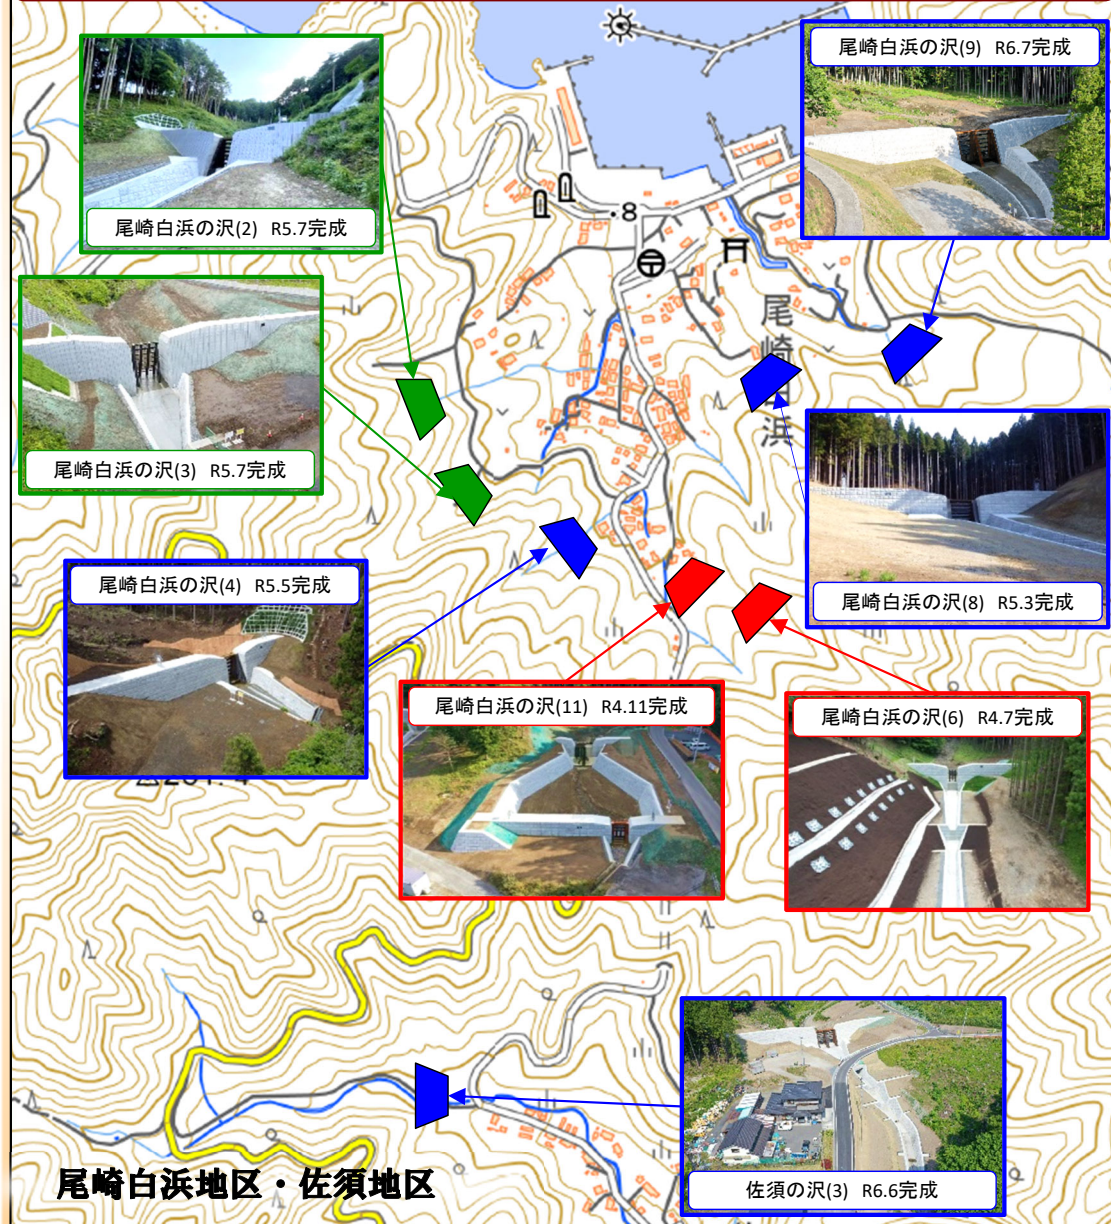 尾崎白浜の沢(9) R6.7完成
尾崎白浜の沢(2) R5.7完成
8
尾崎白浜
尾崎白浜の沢(3) R5.7完成
尾崎白浜の沢(4) R5.5完成
尾崎白浜の沢(8) R5.3完成
尾崎白浜の沢(11) R4.11完成
尾崎白浜の沢(6) R4.7完成
佐須の沢(3) R6.6完成
尾崎白浜地区・佐須地区